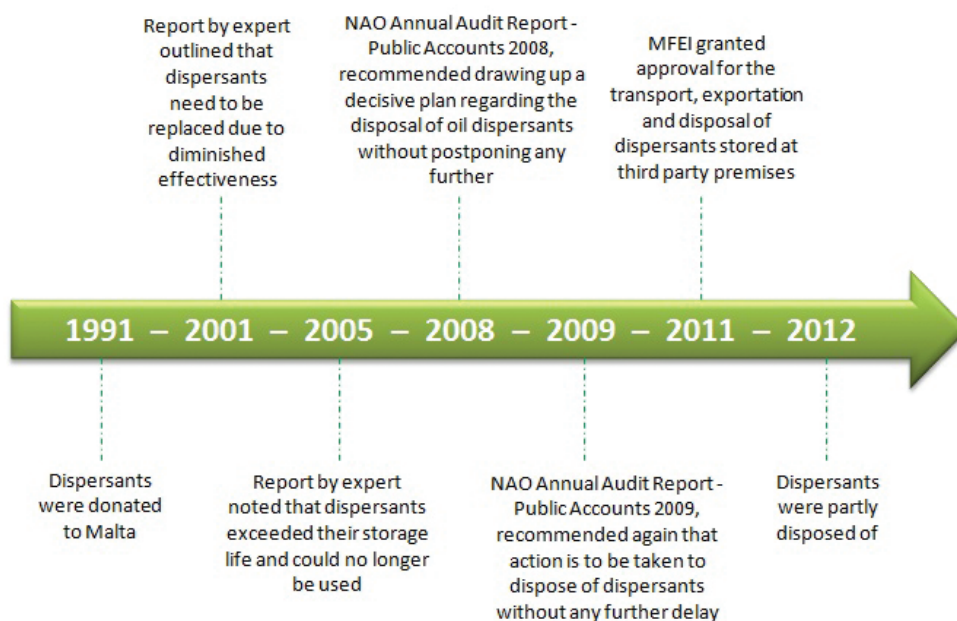 Report by expert
outlined that
dispersants
need to be
replaced due to
diminished
effectiveness
NAO Annual Audit Report -
Public Accounts 2008,
recommended drawing up a
decisive plan regarding the
disposal of oil dispersants
without postponing any
further
MFEI granted
approval for the
transport, exportation
and disposal of
dispersants stored at
third party premises
1991 – 2001 – 2005 – 2008 – 2009 – 2011 – 2012
Dispersants
were donated
to Malta
Report by expert
noted that dispersants
exceeded their storage
life and could no longer
be used
NAO Annual Audit Report -
Public Accounts 2009,
recommended again that
action is to be taken to
dispose of dispersants
without any further delay
Dispersants
were partly
disposed of